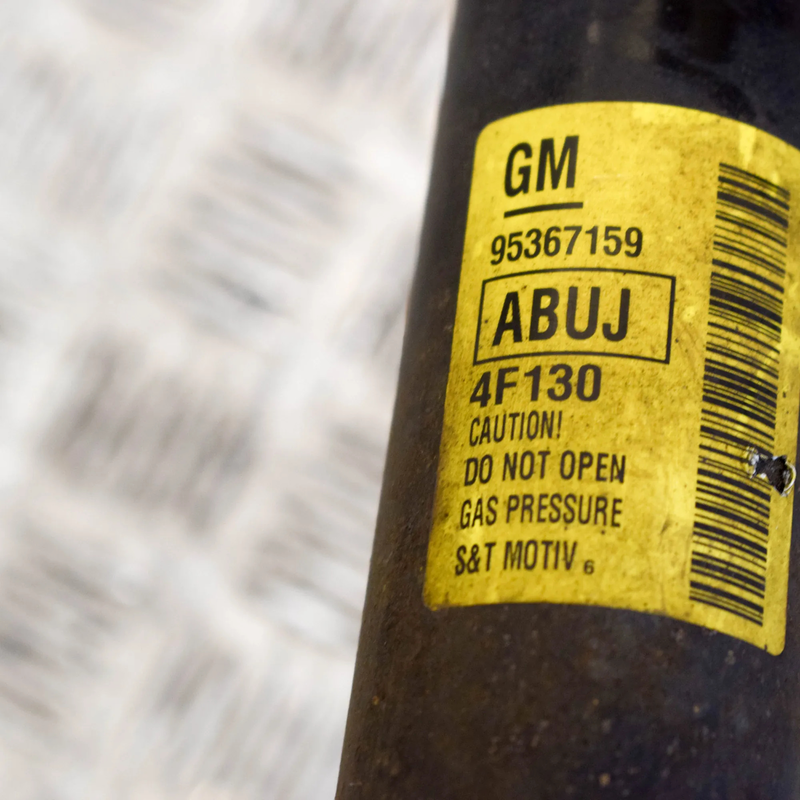 GM
95367159
ABUJ
4F130
CAUTION!
DO NOT OPEN
GAS PRESSURE
S&T MOTIV 6